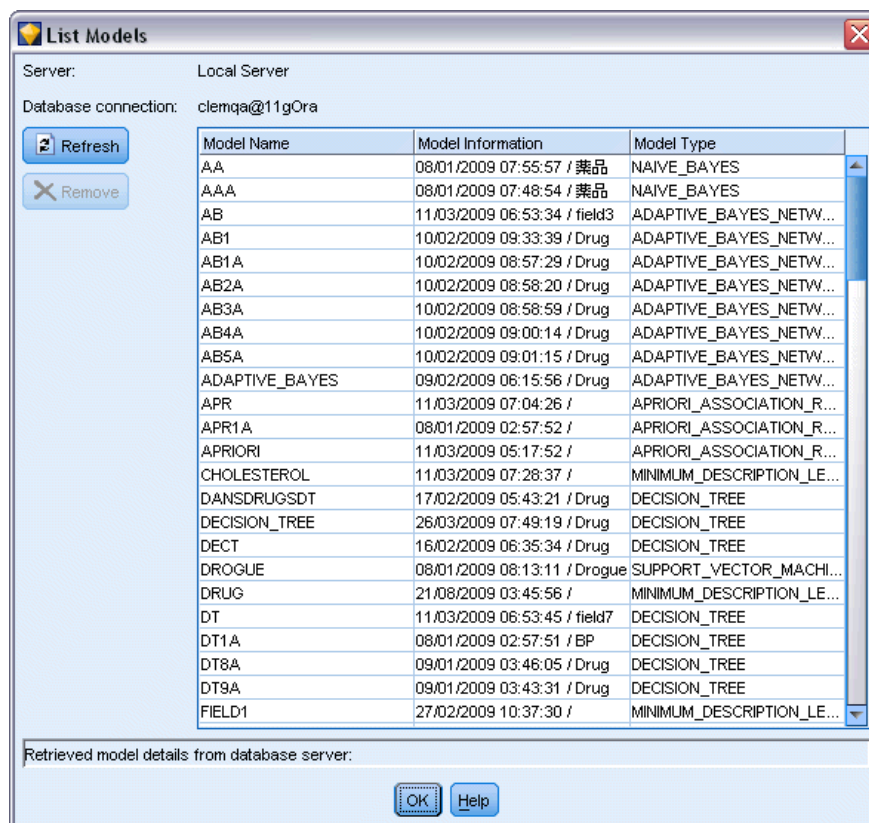 List Models
Server: Local Server
Database connection: clemqa@11gOra
Refresh
Remove
Model Name Model Information Model Type
AA 08/01/2009 07:55:57 / 薬品 NAIVE_BAYES
AAA 08/01/2009 07:48:54 / 薬品 NAIVE_BAYES
AB 11/03/2009 06:53:34 / field3 ADAPTIVE_BAYES_NETW...
AB1 10/02/2009 09:33:39 / Drug ADAPTIVE_BAYES_NETW...
AB1A 10/02/2009 08:57:29 / Drug ADAPTIVE_BAYES_NETW...
AB2A 10/02/2009 08:58:20 / Drug ADAPTIVE_BAYES_NETW...
AB3A 10/02/2009 08:58:59 / Drug ADAPTIVE_BAYES_NETW...
AB4A 10/02/2009 09:00:14 / Drug ADAPTIVE_BAYES_NETW...
AB5A 10/02/2009 09:01:15 / Drug ADAPTIVE_BAYES_NETW...
ADAPTIVE_BAYES 09/02/2009 06:15:56 / Drug ADAPTIVE_BAYES_NETW...
APR 11/03/2009 07:04:26 / APRIORI_ASSOCIATION_R...
APR1A 08/01/2009 02:57:52 / APRIORI_ASSOCIATION_R...
APRIORI 11/03/2009 05:17:52 / APRIORI_ASSOCIATION_R...
CHOLESTEROL 11/03/2009 07:28:37 / MINIMUM_DESCRIPTION_LE...
DANSDRUGSDT 17/02/2009 05:43:21 / Drug DECISION_TREE
DECISION_TREE 26/03/2009 07:49:19 / Drug DECISION_TREE
DECT 16/02/2009 06:35:34 / Drug DECISION_TREE
DROGUE 08/01/2009 08:13:11 / Drogue SUPPORT_VECTOR_MACHI...
DRUG 21/08/2009 03:45:56 / MINIMUM_DESCRIPTION_LE...
DT 11/03/2009 06:53:45 / field7 DECISION_TREE
DT1A 08/01/2009 02:57:51 / BP DECISION_TREE
DT8A 09/01/2009 03:46:05 / Drug DECISION_TREE
DT9A 09/01/2009 03:43:31 / Drug DECISION_TREE
FIELD1 27/02/2009 10:37:30 / MINIMUM_DESCRIPTION_LE...
Retrieved model details from database server:
OK Help